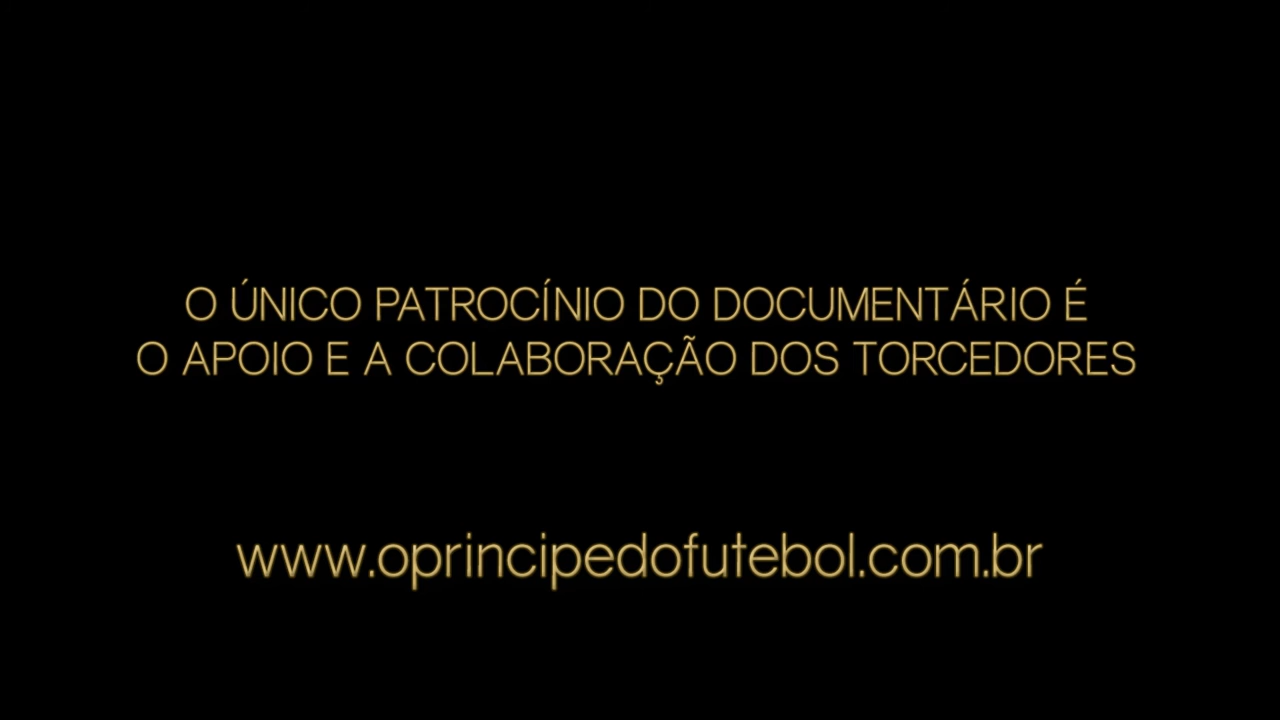 O ÚNICO PATROCÍNIO DO DOCUMENTÁRIO É
O APOIO E A COLABORAÇÃO DOS TORCEDORES
www.oprincipedofutebol.com.br